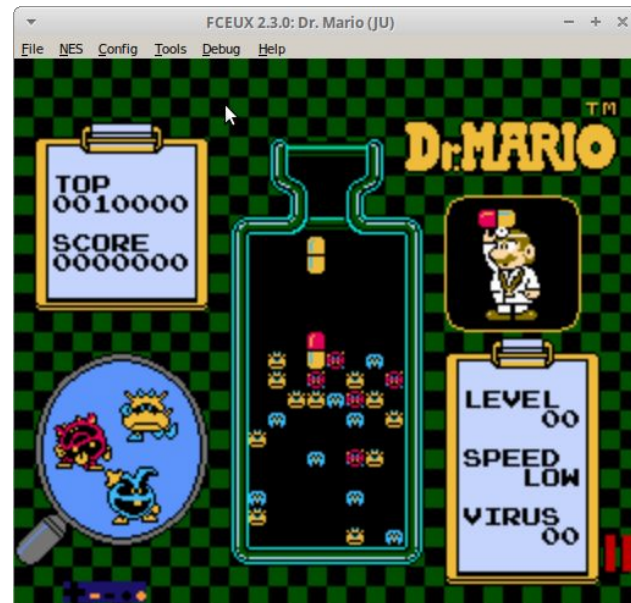 FCEUX 2.3.0: Dr. Mario (JU)
File NES Config Tools Debug Help
TM
Dr. MARIO
TOP
0010000
SCORE
0000000
LEVEL
00
SPEED
LOW
VIRUS
00